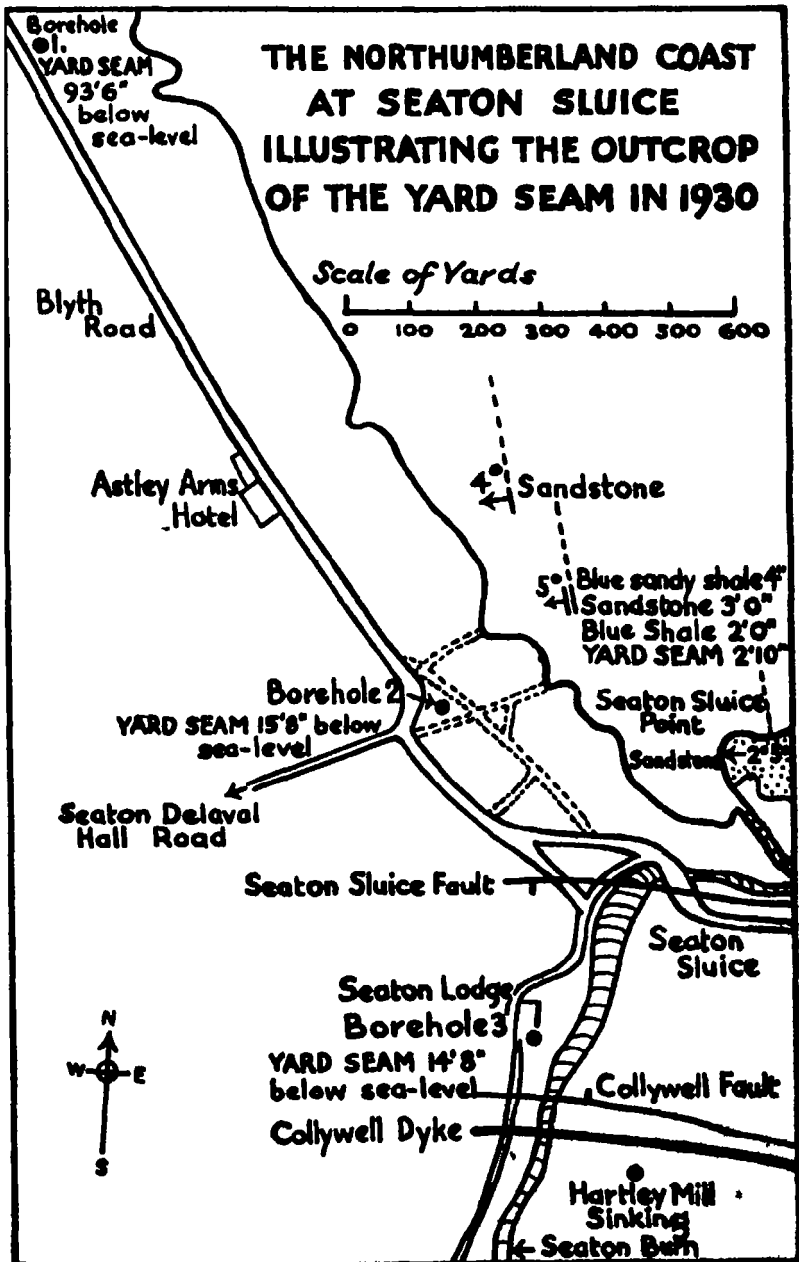 Borehole
1.
YARD SEAM
93'6"
below
sea-level
THE NORTHUMBERLAND COAST
AT SEATON SLUICE
ILLUSTRATING THE OUTCROP
OF THE YARD SEAM IN 1930
Scale of Yards
0 100 200 300 400 500 600
Blyth
Road
Astley Arms
Hotel
4°
Sandstone
5°
Blue sandy shale 4"
Sandstone 3'0"
Blue Shale 2'0"
YARD SEAM 2'10"
Borehole 2
YARD SEAM 15'8" below
sea-level
Seaton Sluice
Point
Sandstone
2°-5°
Seaton Delaval
Hall Road
Seaton Sluice Fault
Seaton
Sluice
Seaton Lodge
Borehole 3
YARD SEAM 14'8"
below sea-level
N
W E
S
Collywell Fault
Collywell Dyke
Hartley Mill
Sinking
Seaton Burn